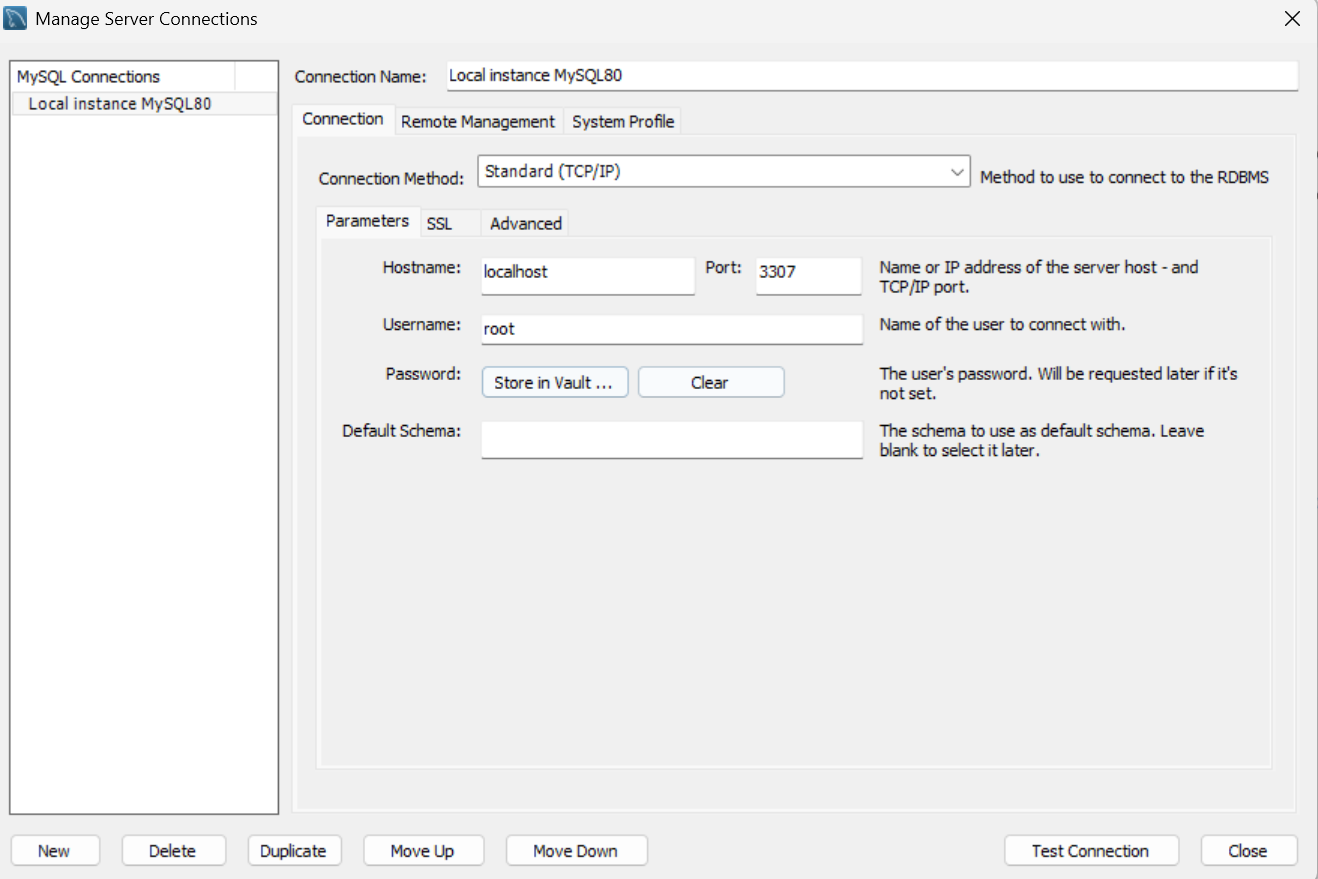 Manage Server Connections
MySQL Connections
Local instance MySQL80
Connection Name: Local instance MySQL80
Connection Remote Management System Profile
Connection Method: Standard (TCP/IP) Method to use to connect to the RDBMS
Parameters SSL Advanced
Hostname: localhost Port: 3307 Name or IP address of the server host - and
TCP/IP port.
Username: root Name of the user to connect with.
Password: Store in Vault ... Clear The user's password. Will be requested later if it's
not set.
Default Schema: The schema to use as default schema. Leave
blank to select it later.
New Delete Duplicate Move Up Move Down Test Connection Close